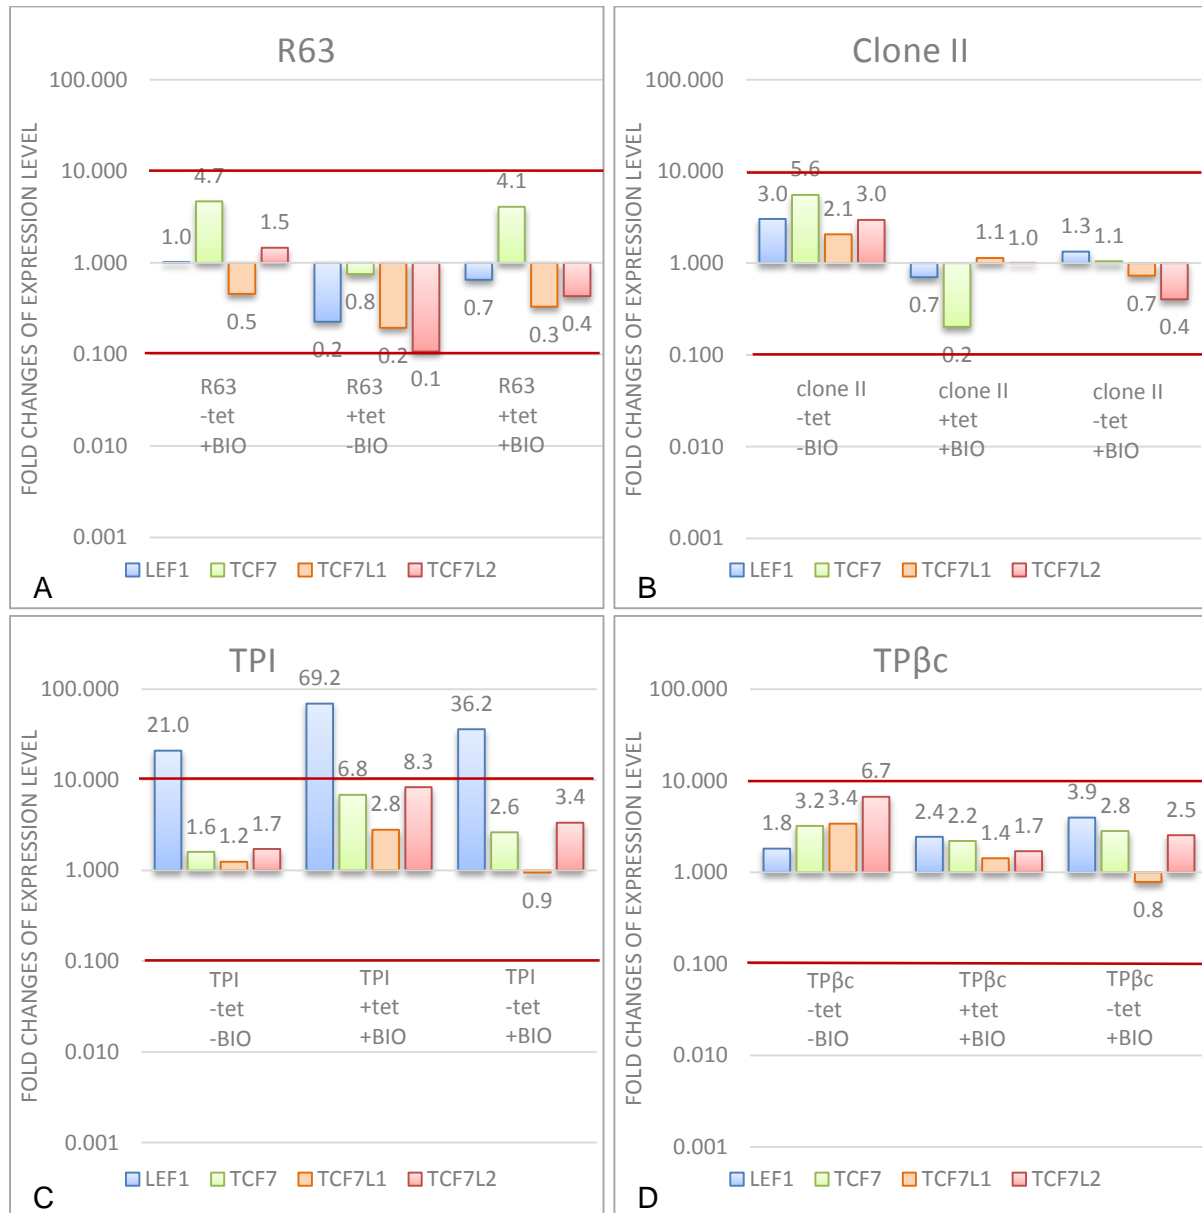 R63
FOLD CHANGES OF EXPRESSION LEVEL
100.000
10.000
1.000
0.100
0.010
0.001
1.0
4.7
0.5
1.5
0.2
0.8
0.2
0.1
0.7
4.1
0.3
0.4
R63
-tet
+BIO
R63
+tet
-BIO
R63
+tet
+BIO
LEF1 TCF7 TCF7L1 TCF7L2
A
Clone II
FOLD CHANGES OF EXPRESSION LEVEL
100.000
10.000
1.000
0.100
0.010
0.001
3.0
5.6
2.1
3.0
0.7
0.2
1.1
1.0
1.3
1.1
0.7
0.4
clone II
-tet
-BIO
clone II
+tet
+BIO
clone II
-tet
+BIO
LEF1 TCF7 TCF7L1 TCF7L2
B
TPI
FOLD CHANGES OF EXPRESSION LEVEL
100.000
10.000
1.000
0.100
0.010
0.001
21.0
1.6
1.2
1.7
69.2
6.8
2.8
8.3
36.2
2.6
0.9
3.4
TPI
-tet
-BIO
TPI
+tet
+BIO
TPI
-tet
+BIO
LEF1 TCF7 TCF7L1 TCF7L2
C
TPβc
FOLD CHANGES OF EXPRESSION LEVEL
100.000
10.000
1.000
0.100
0.010
0.001
1.8
3.2
3.4
6.7
2.4
2.2
1.4
1.7
3.9
2.8
0.8
2.5
TPβc
-tet
-BIO
TPβc
+tet
+BIO
TPβc
-tet
+BIO
LEF1 TCF7 TCF7L1 TCF7L2
D